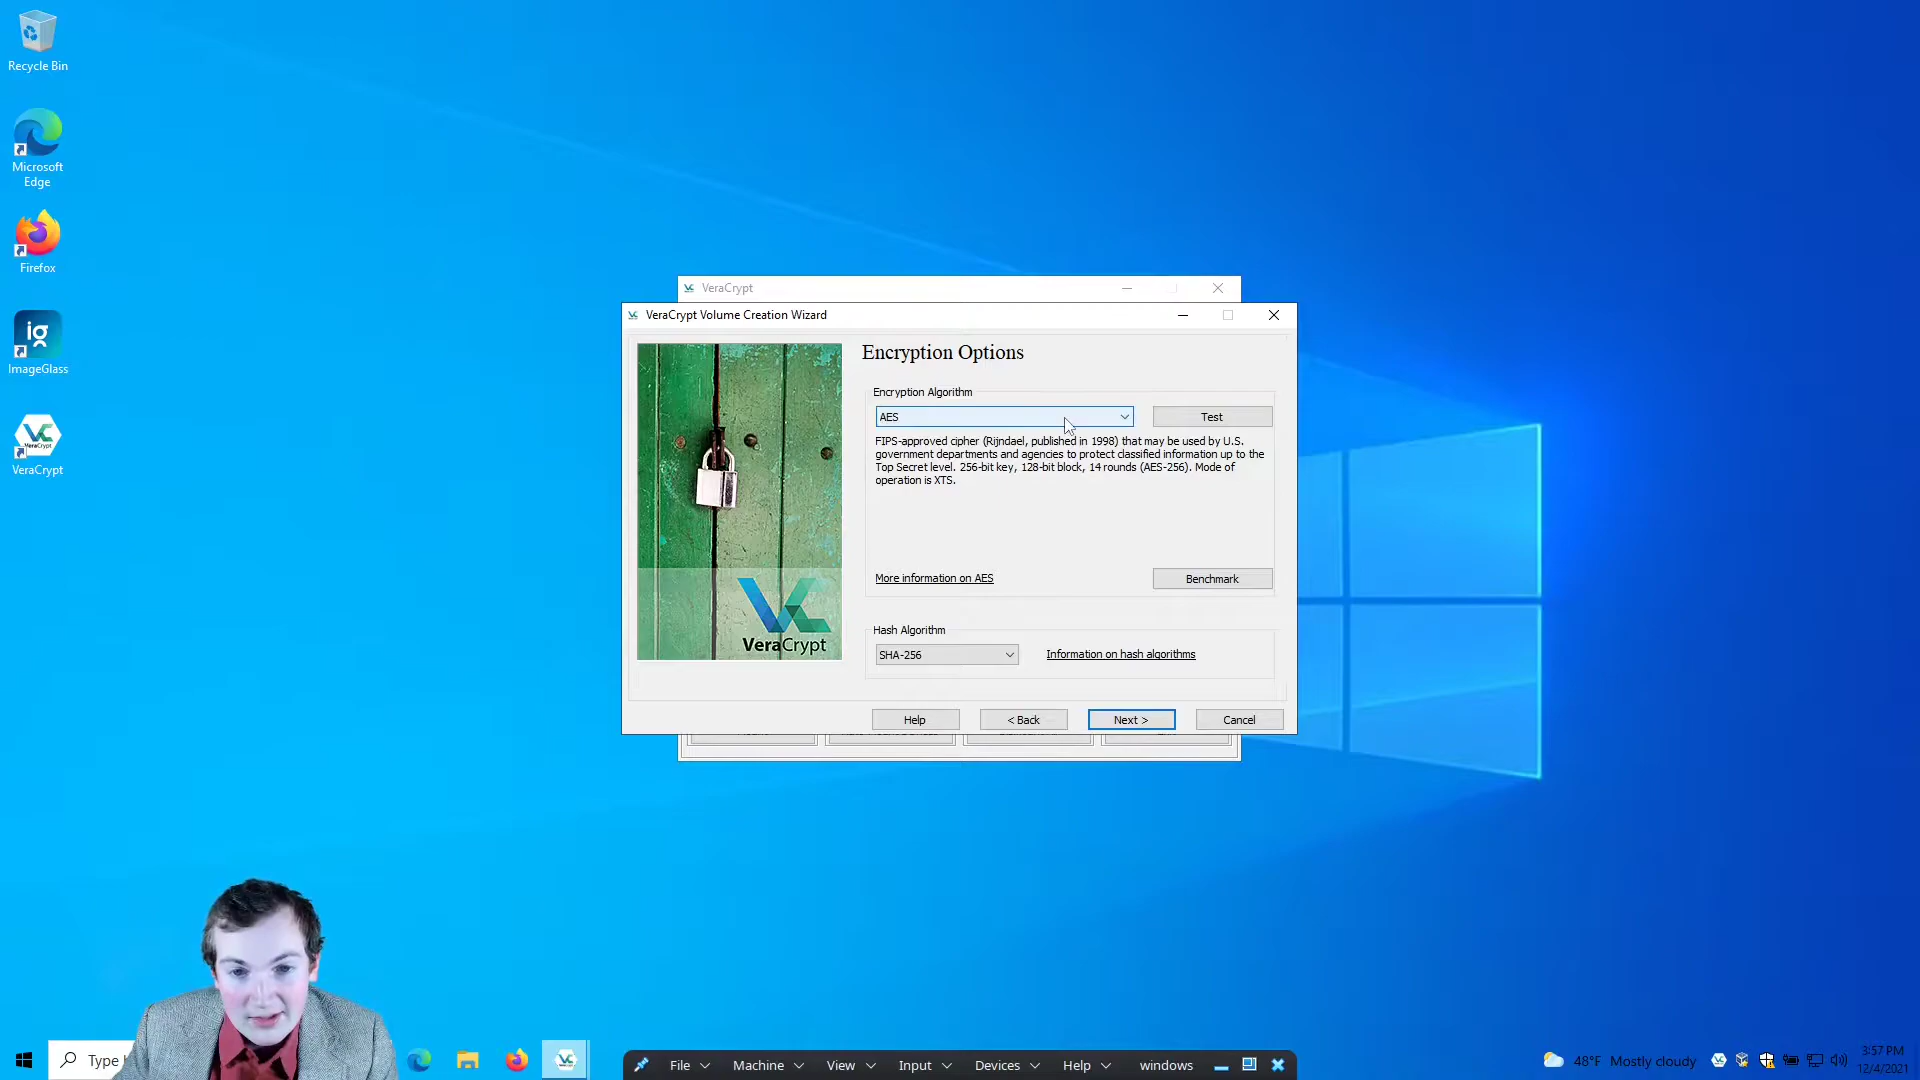 Recycle Bin
Microsoft
Edge
Firefox
ig
ImageGlass
VeraCrypt
VeraCrypt
VeraCrypt
VeraCrypt Volume Creation Wizard
Encryption Options
Encryption Algorithm
AES
Test
FIPS-approved cipher (Rijndael, published in 1998) that may be used by U.S.
government departments and agencies to protect classified information up to the
Top Secret level. 256-bit key, 128-bit block, 14 rounds (AES-256). Mode of
operation is XTS.
More information on AES
Benchmark
Hash Algorithm
SHA-256
Information on hash algorithms
VeraCrypt
Help
< Back
Next >
Cancel
Type
File
Machine
View
Input
Devices
Help
windows
48°F Mostly cloudy
3:57 PM
12/4/2021